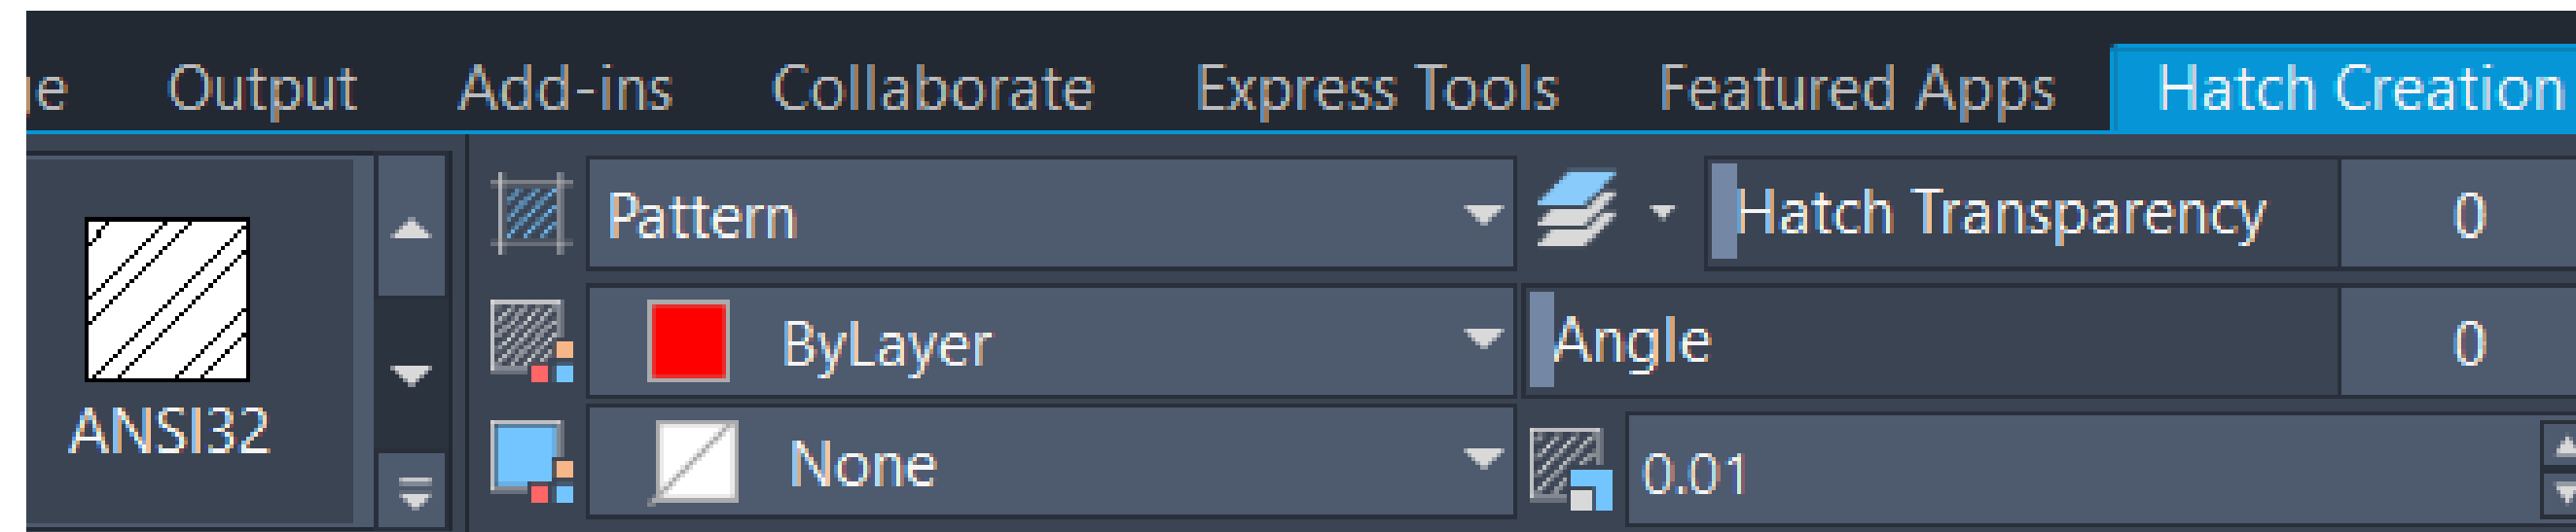 Output Add-ins Collaborate Express Tools Featured Apps Hatch Creation
Pattern Hatch Transparency 0
ByLayer Angle 0
ANSI32
None 0.01